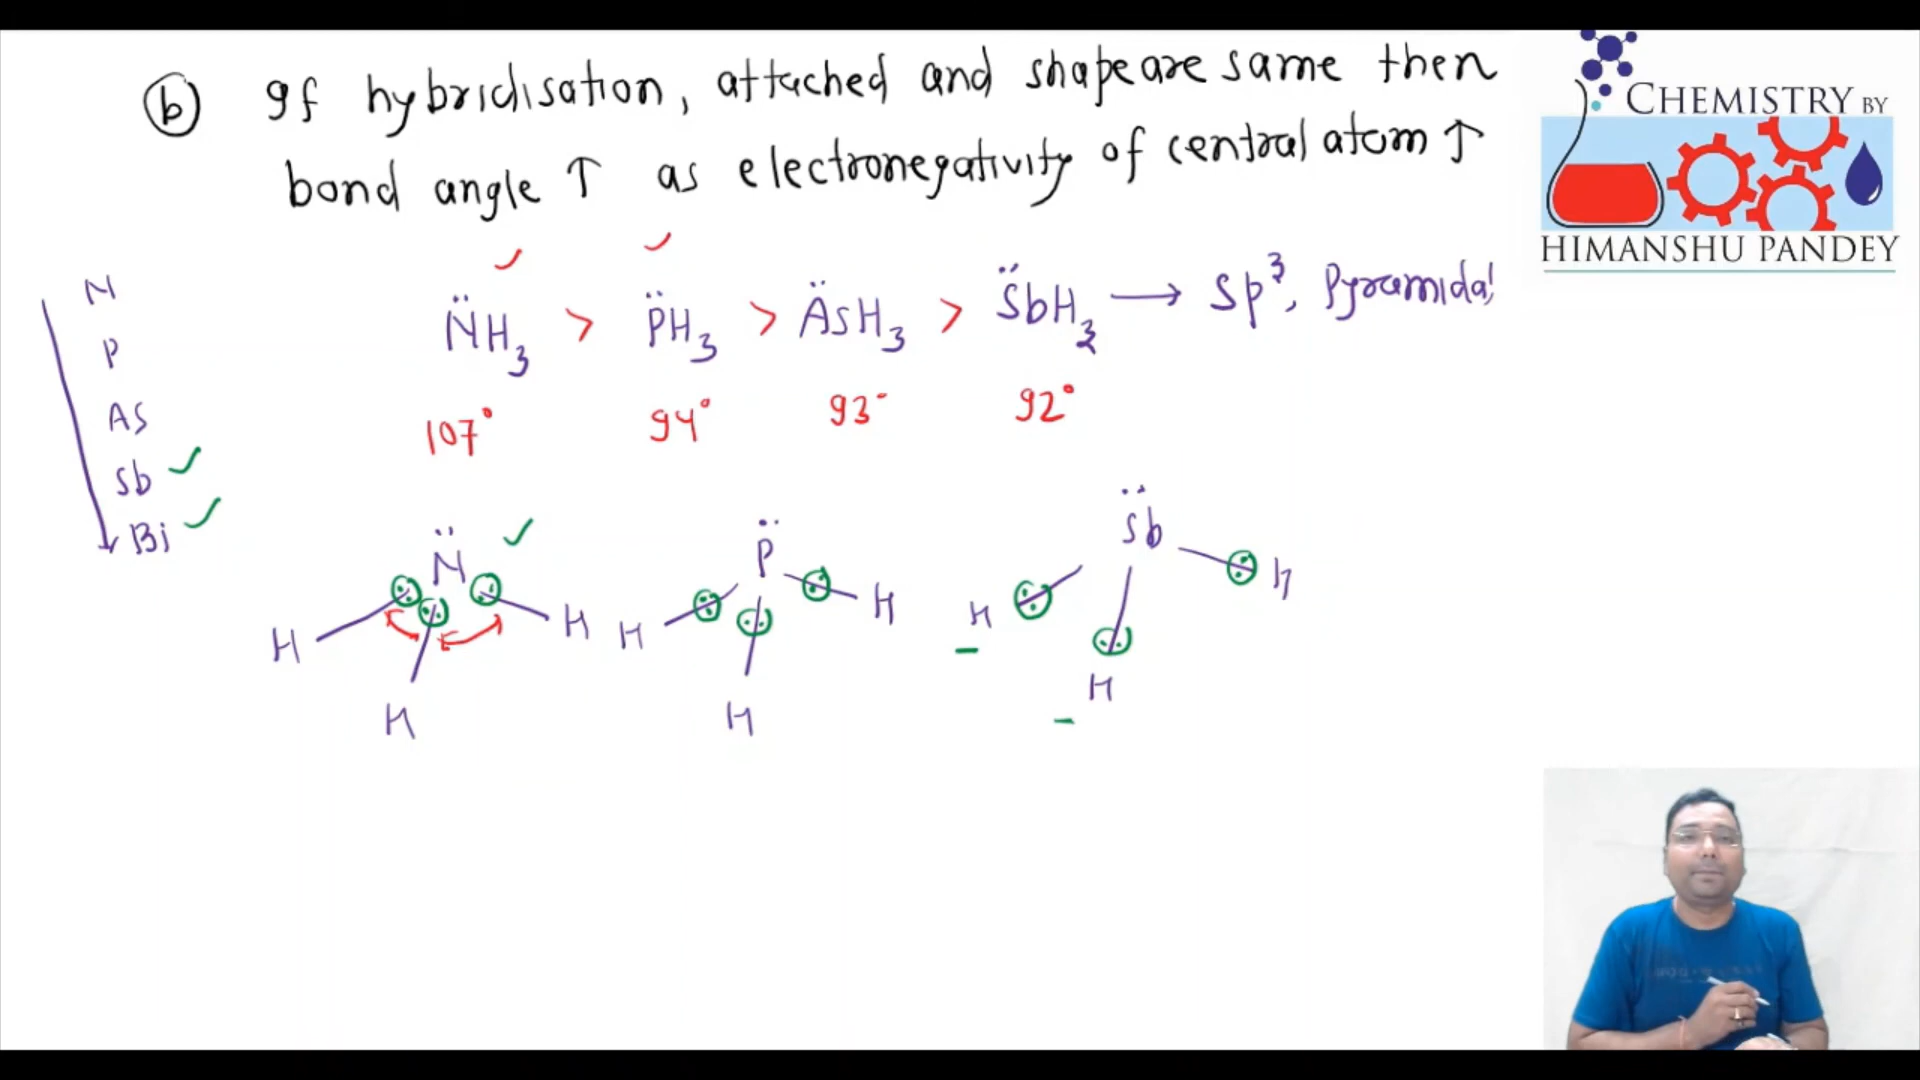 CHEMISTRY BY
HIMANSHU PANDEY
(b) If hybridisation, attached and shape are same then
bond angle ↑ as electronegativity of central atom ↑
N̈H₃ > P̈H₃ > ÄsH₃ > S̈bH₃ → Sp³, Pyramidal
107° 94° 93° 92°
N
P
As
Sb ✓
Bi ✓
N̈ ✓
H H
H
P̈
H H
H
S̈b
H H
H